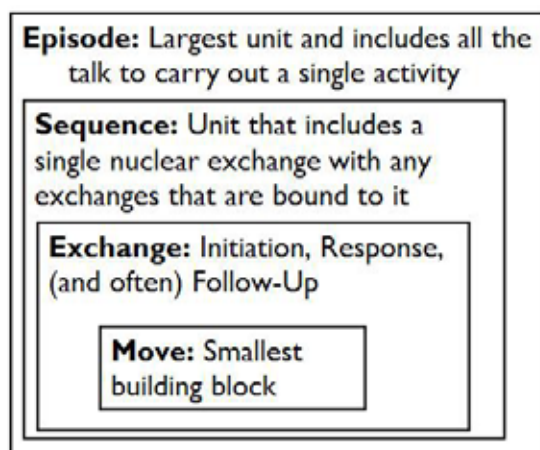 Episode: Largest unit and includes all the
talk to carry out a single activity
Sequence: Unit that includes a
single nuclear exchange with any
exchanges that are bound to it
Exchange: Initiation, Response,
(and often) Follow-Up
Move: Smallest
building block